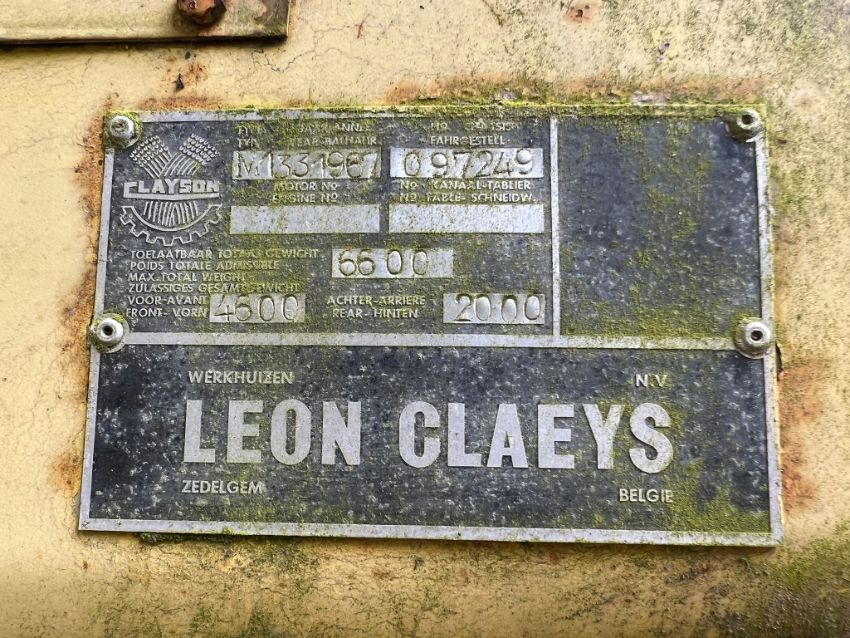 CLAYSON
TYPE JAAR-ANNEE
YEAR-BAUJAHR
M133 1967
No CHASSIS
FAHRGESTELL
097249
MOTOR No
ENGINE No
No KANAAL-TABLIER
No TABLE-SCHNEIDW.
TOELAATBAAR TOTAAL GEWICHT
POIDS TOTALE ADMISSIBLE
MAX. TOTAL WEIGHT
ZULASSIGES GESAMTGEWICHT
6600
VOOR-AVANT
FRONT-VORN
4600
ACHTER-ARRIERE
REAR-HINTEN
2000
WERKHUIZEN N.V
LEON CLAEYS
ZEDELGEM BELGIE